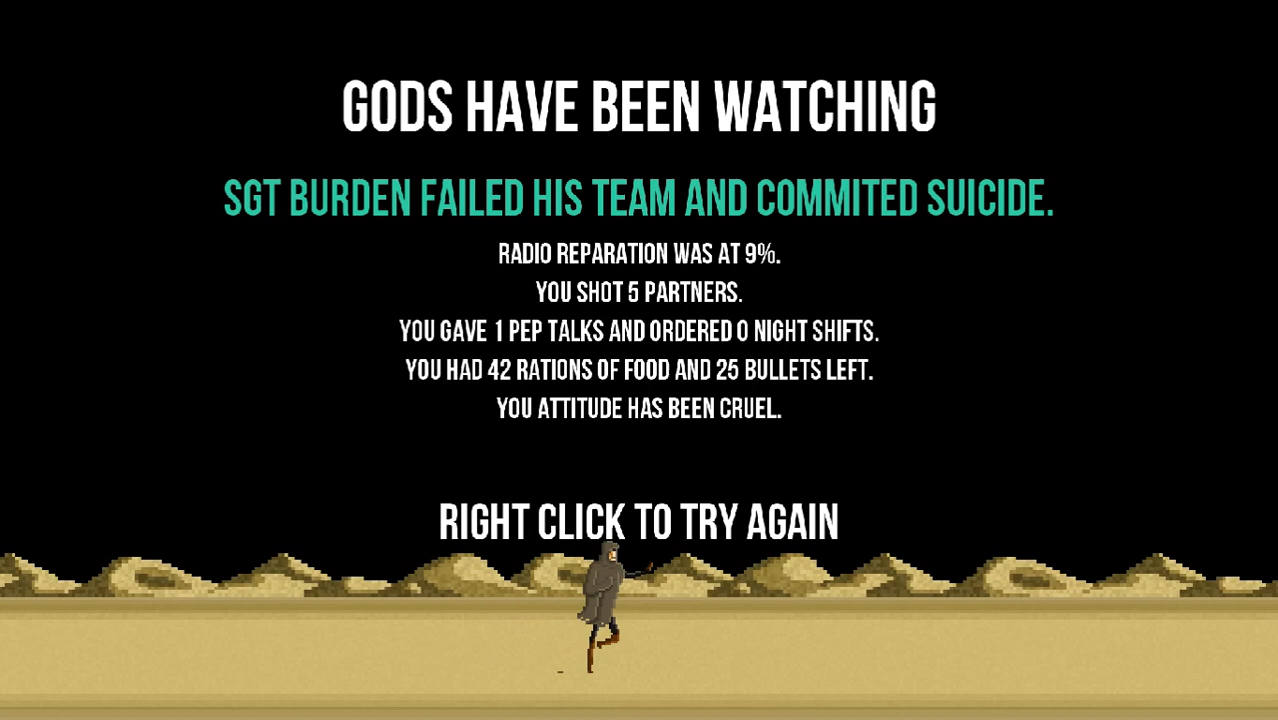 GODS HAVE BEEN WATCHING
SGT BURDEN FAILED HIS TEAM AND COMMITED SUICIDE.
RADIO REPARATION WAS AT 9%.
YOU SHOT 5 PARTNERS.
YOU GAVE 1 PEP TALKS AND ORDERED 0 NIGHT SHIFTS.
YOU HAD 42 RATIONS OF FOOD AND 25 BULLETS LEFT.
YOU ATTITUDE HAS BEEN CRUEL.
RIGHT CLICK TO TRY AGAIN